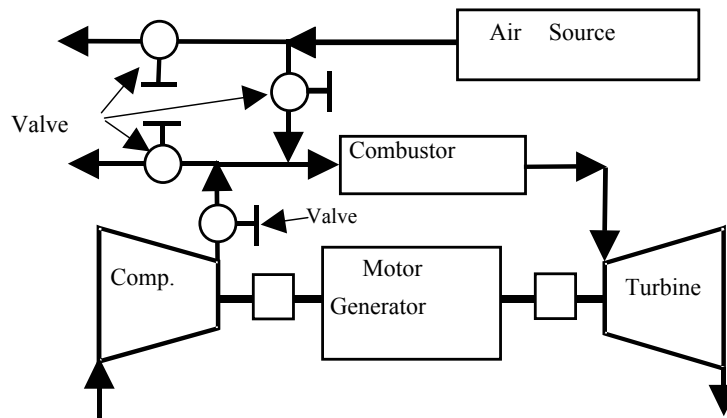 Air Source
Valve
Combustor
Valve
Comp.
Motor
Generator
Turbine